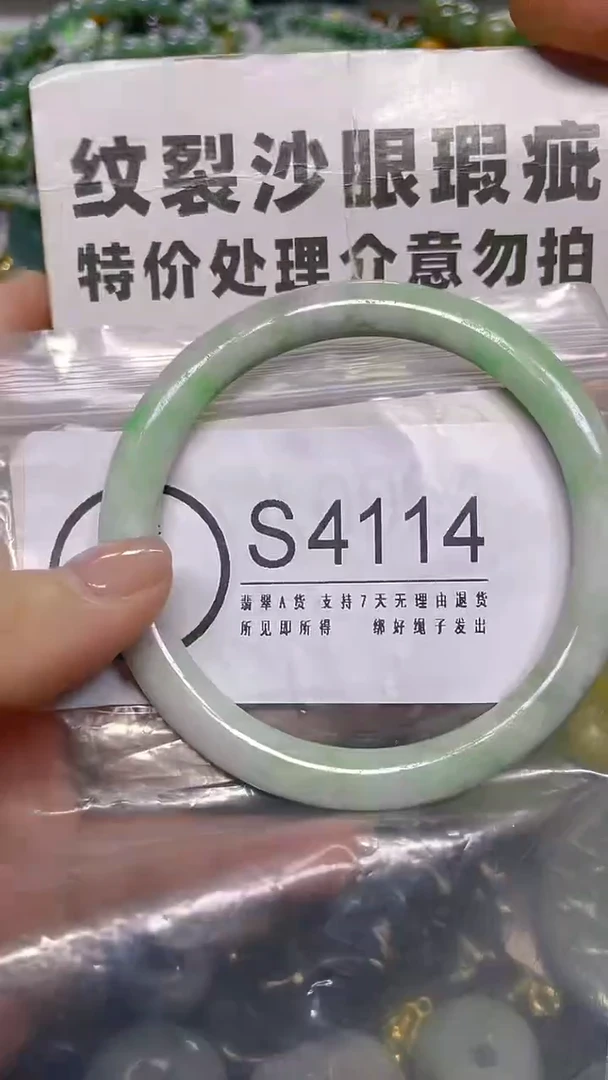 纹裂沙眼瑕疵
特价处理介意勿拍
S4114
翡翠A货 支持7天无理由退货
所见即所得 绑好绳子发出